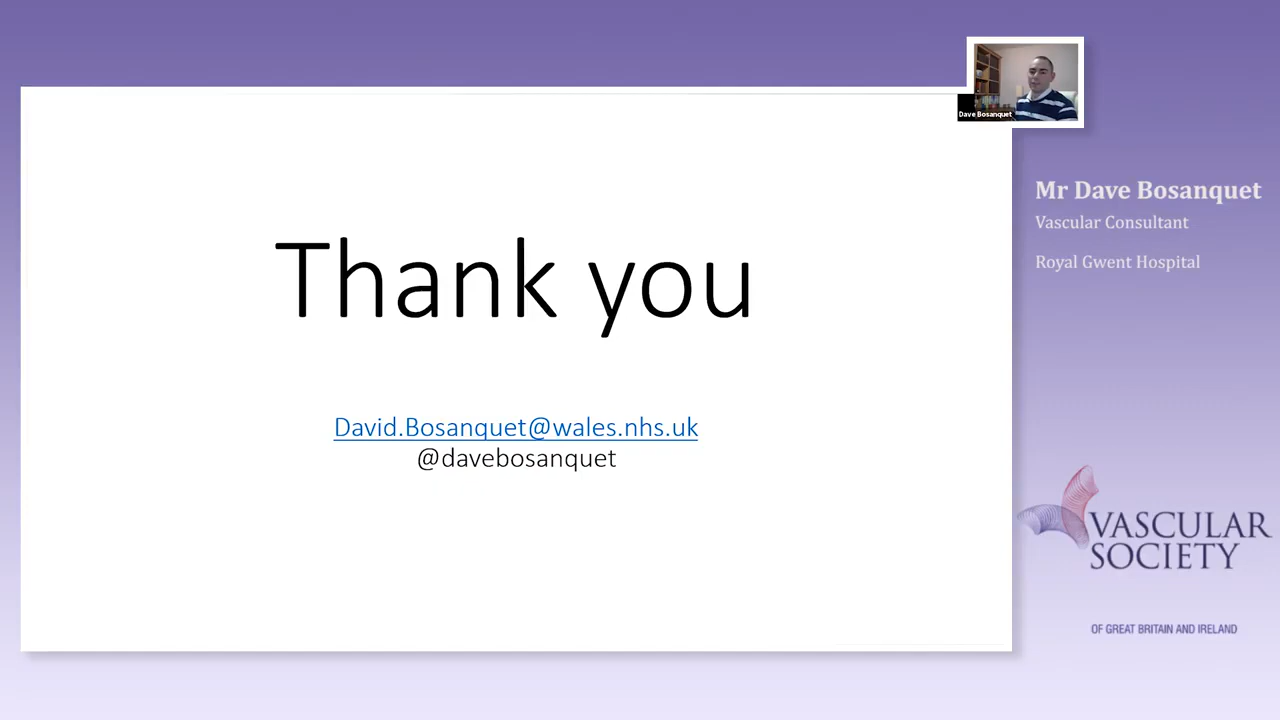 Dave Bosanquet
Thank you
David.Bosanquet@wales.nhs.uk
@davebosanquet
Mr Dave Bosanquet
Vascular Consultant
Royal Gwent Hospital
VASCULAR
SOCIETY
OF GREAT BRITAIN AND IRELAND